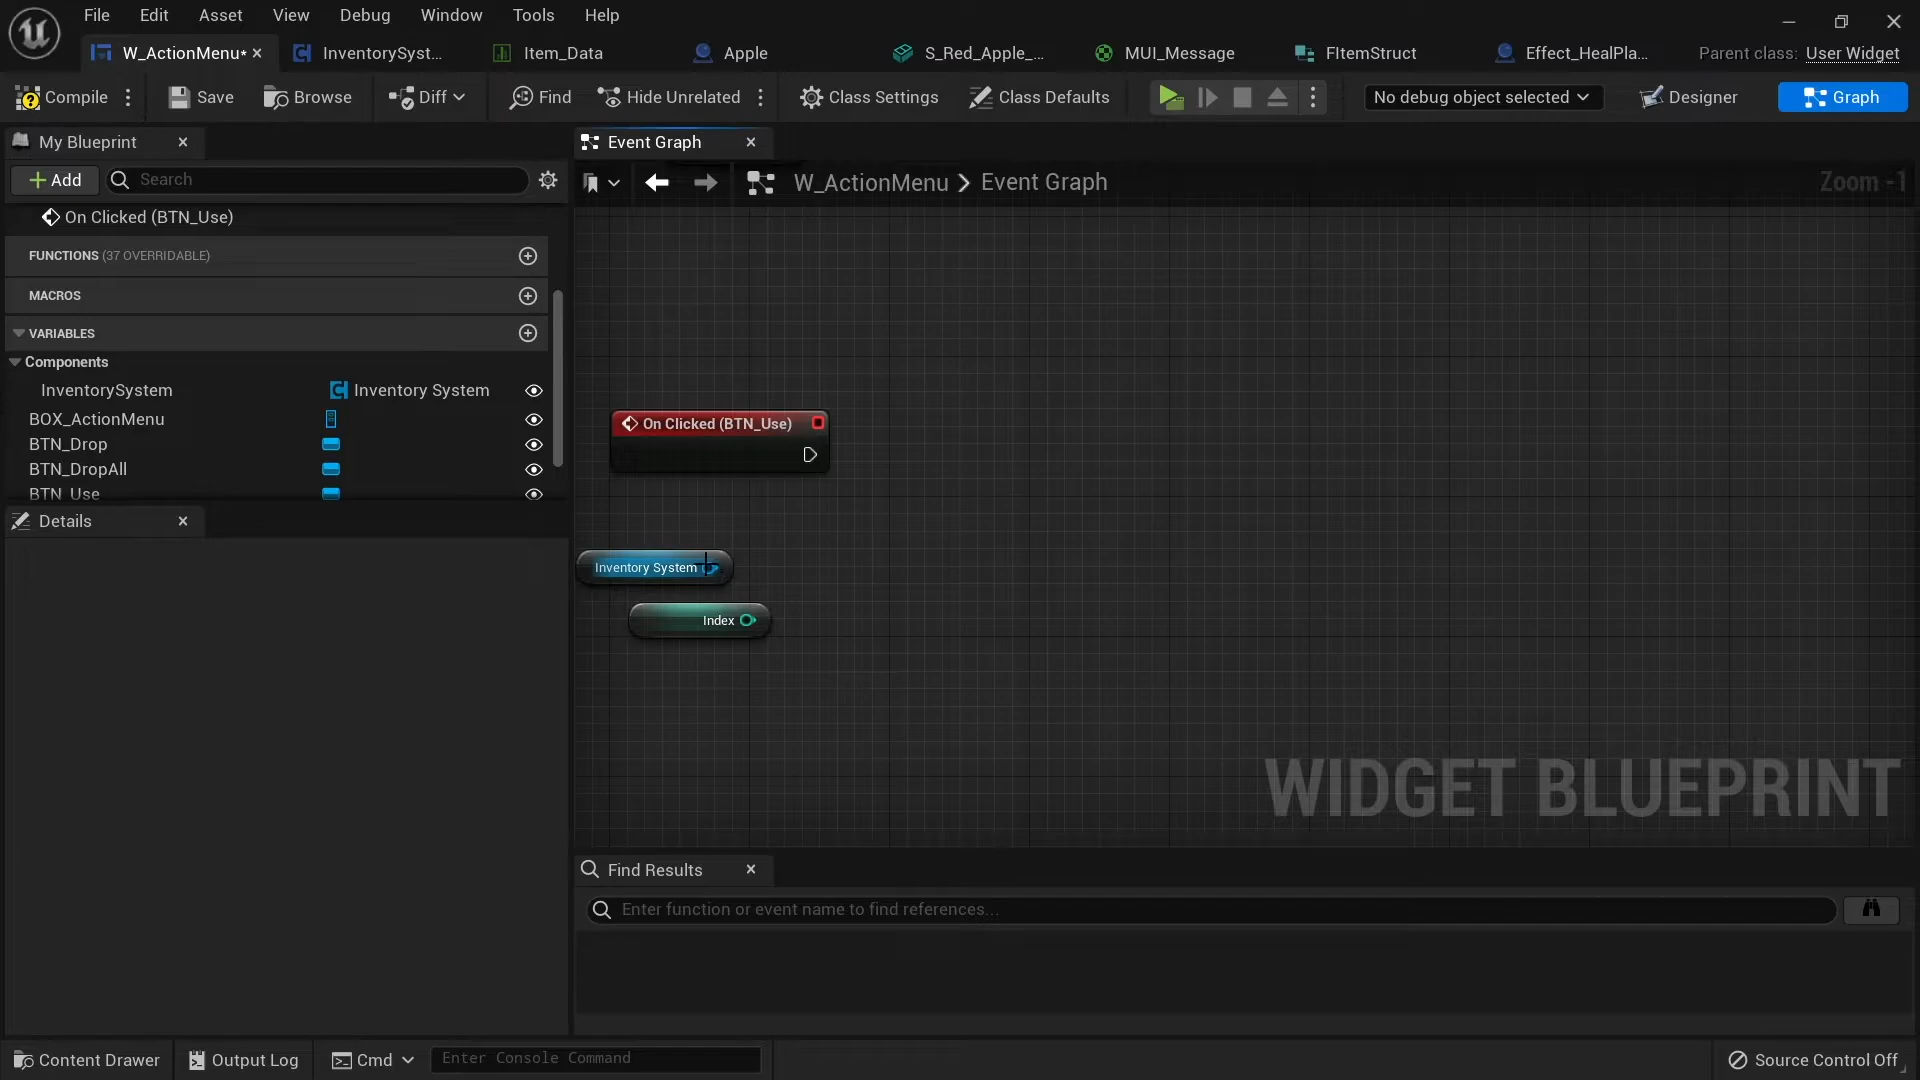 File Edit Asset View Debug Window Tools Help
W_ActionMenu* InventorySyst... Item_Data Apple S_Red_Apple_... MUI_Message FItemStruct Effect_HealPla... Parent class: User Widget
Compile Save Browse Diff Find Hide Unrelated Class Settings Class Defaults No debug object selected Designer Graph
My Blueprint
Event Graph
Add Search
W_ActionMenu > Event Graph
Zoom -1
On Clicked (BTN_Use)
FUNCTIONS (37 OVERRIDABLE)
MACROS
VARIABLES
Components
InventorySystem Inventory System
BOX_ActionMenu
BTN_Drop
BTN_DropAll
BTN_Use
Details
On Clicked (BTN_Use)
Inventory System
Index
WIDGET BLUEPRINT
Find Results
Enter function or event name to find references...
Content Drawer Output Log Cmd Enter Console Command Source Control Off